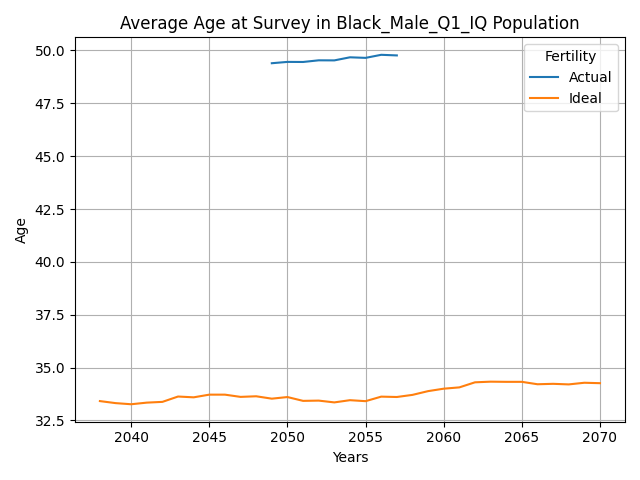 Average Age at Survey in Black_Male_Q1_IQ Population
50.0
47.5
45.0
42.5
40.0
37.5
35.0
32.5
Age
Fertility
Actual
Ideal
2040 2045 2050 2055 2060 2065 2070
Years